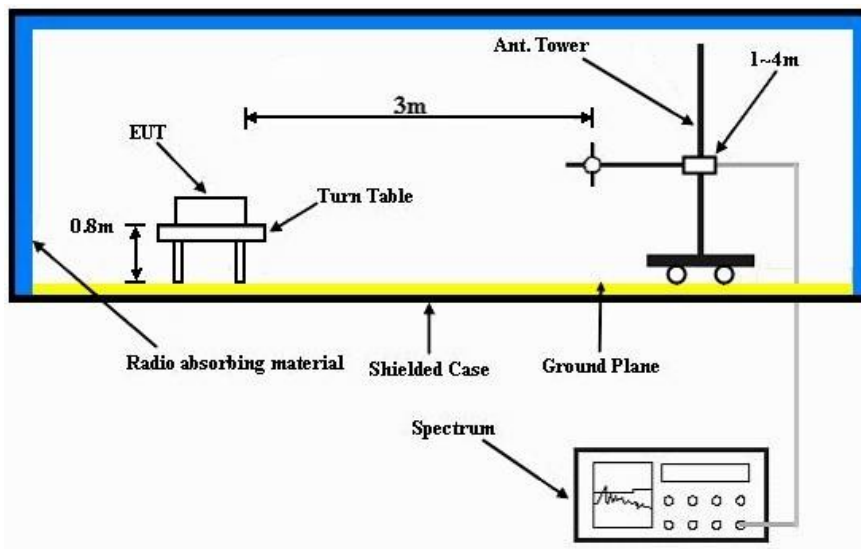 Ant. Tower
1~4m
3m
EUT
Turn Table
0.8m
Radio absorbing material
Shielded Case
Ground Plane
Spectrum